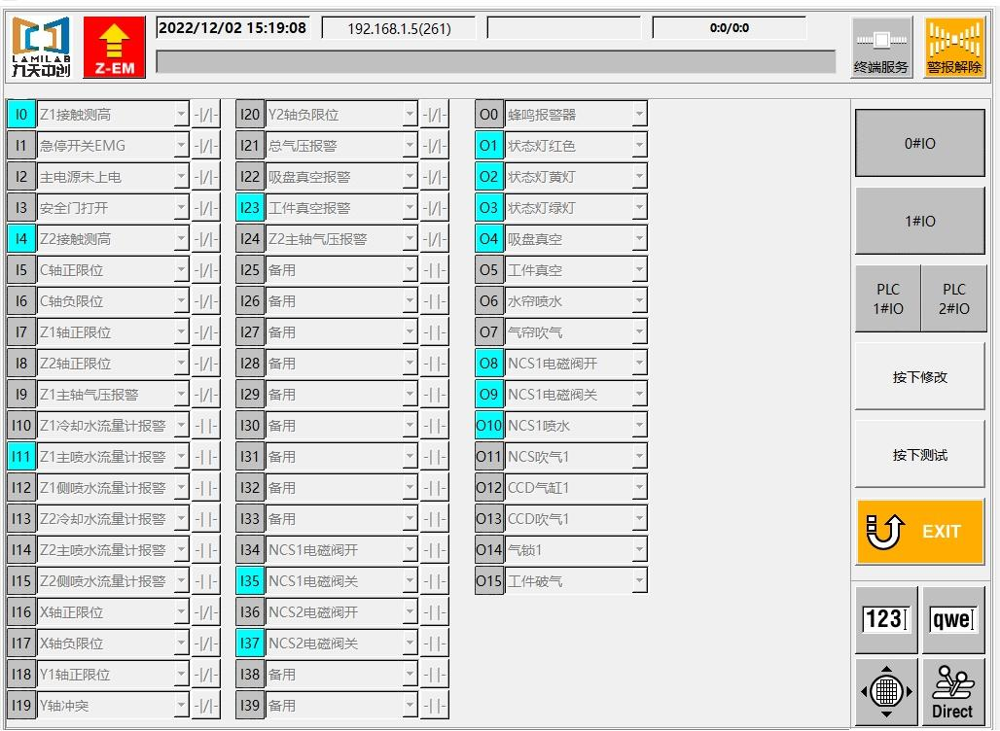 LAMILAB
九天中创
Z-EM
2022/12/02 15:19:08
192.168.1.5(261)
0:0/0:0
终端服务
警报解除
I0 Z1接触测高 -|/|-
I1 急停开关EMG -|/|-
I2 主电源未上电 -|/|-
I3 安全门打开 -|/|-
I4 Z2接触测高 -|/|-
I5 C轴正限位 -|/|-
I6 C轴负限位 -|/|-
I7 Z1轴正限位 -|/|-
I8 Z2轴正限位 -|/|-
I9 Z1主轴气压报警 -|/|-
I10 Z1冷却水流量计报警 -| |-
I11 Z1主喷水流量计报警 -| |-
I12 Z1侧喷水流量计报警 -| |-
I13 Z2冷却水流量计报警 -| |-
I14 Z2主喷水流量计报警 -| |-
I15 Z2侧喷水流量计报警 -| |-
I16 X轴正限位 -|/|-
I17 X轴负限位 -|/|-
I18 Y1轴正限位 -|/|-
I19 Y轴冲突 -|/|-
I20 Y2轴负限位 -|/|-
I21 总气压报警 -|/|-
I22 吸盘真空报警 -|/|-
I23 工件真空报警 -|/|-
I24 Z2主轴气压报警 -|/|-
I25 备用 -| |-
I26 备用 -| |-
I27 备用 -| |-
I28 备用 -| |-
I29 备用 -| |-
I30 备用 -| |-
I31 备用 -| |-
I32 备用 -| |-
I33 备用 -| |-
I34 NCS1电磁阀开 -| |-
I35 NCS1电磁阀关 -| |-
I36 NCS2电磁阀开 -| |-
I37 NCS2电磁阀关 -| |-
I38 备用 -| |-
I39 备用 -| |-
O0 蜂鸣报警器
O1 状态灯红色
O2 状态灯黄灯
O3 状态灯绿灯
O4 吸盘真空
O5 工件真空
O6 水帘喷水
O7 气帘吹气
O8 NCS1电磁阀开
O9 NCS1电磁阀关
O10 NCS1喷水
O11 NCS吹气1
O12 CCD气缸1
O13 CCD吹气1
O14 气锁1
O15 工件破气
0#IO
1#IO
PLC
1#IO
PLC
2#IO
按下修改
按下测试
EXIT
123
qwe
Direct